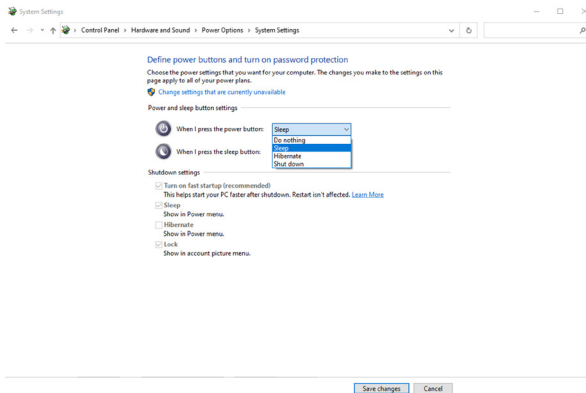 System Settings
Control Panel > Hardware and Sound > Power Options > System Settings
Define power buttons and turn on password protection
Choose the power settings that you want for your computer. The changes you make to the settings on this
page apply to all of your power plans.
Change settings that are currently unavailable
Power and sleep button settings
When I press the power button: Sleep
Do nothing
Sleep
When I press the sleep button:
Hibernate
Shut down
Shutdown settings
Turn on fast startup (recommended)
This helps start your PC faster after shutdown. Restart isn't affected. Learn More
Sleep
Show in Power menu.
Hibernate
Show in Power menu.
Lock
Show in account picture menu.
Save changes Cancel